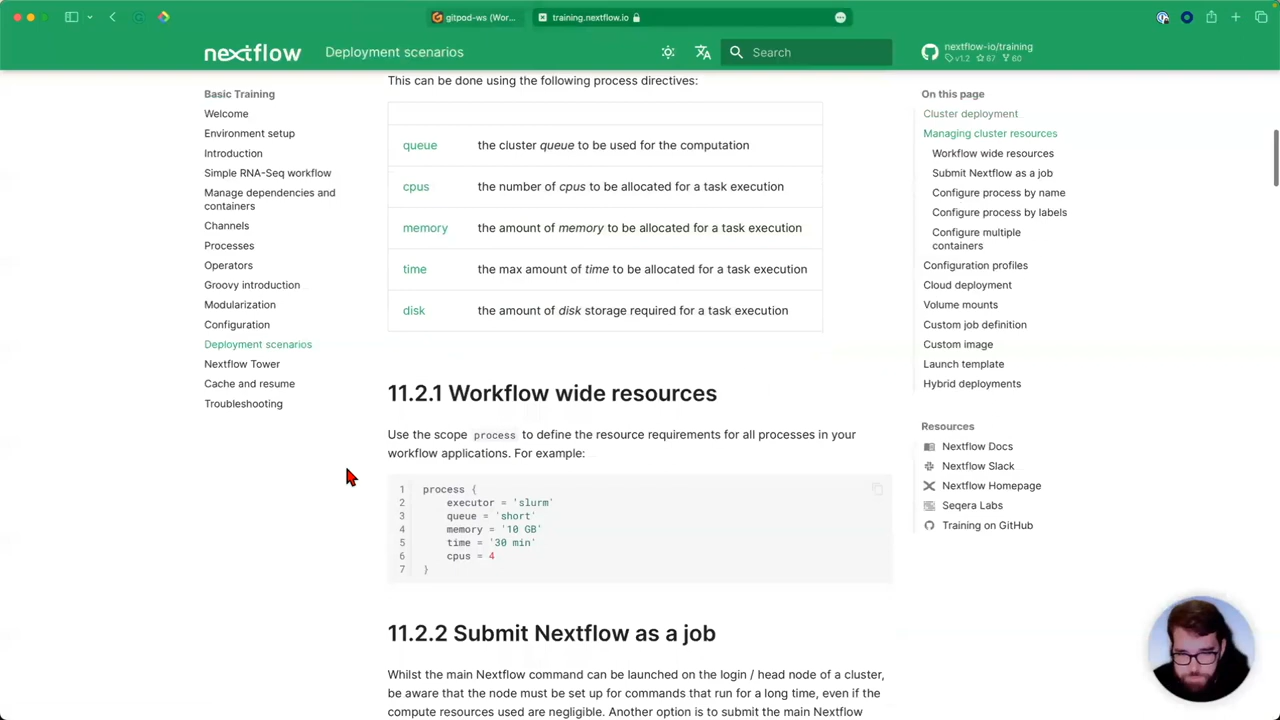 gitpod-ws (Wor...
training.nextflow.io
nextflow
Deployment scenarios
Search
nextflow-io/training
v1.2 67 60
Basic Training
Welcome
Environment setup
Introduction
Simple RNA-Seq workflow
Manage dependencies and
containers
Channels
Processes
Operators
Groovy introduction
Modularization
Configuration
Deployment scenarios
Nextflow Tower
Cache and resume
Troubleshooting
This can be done using the following process directives:
queue the cluster queue to be used for the computation
cpus the number of cpus to be allocated for a task execution
memory the amount of memory to be allocated for a task execution
time the max amount of time to be allocated for a task execution
disk the amount of disk storage required for a task execution
11.2.1 Workflow wide resources
Use the scope process to define the resource requirements for all processes in your
workflow applications. For example:
1 process {
2 executor = 'slurm'
3 queue = 'short'
4 memory = '10 GB'
5 time = '30 min'
6 cpus = 4
7 }
11.2.2 Submit Nextflow as a job
Whilst the main Nextflow command can be launched on the login / head node of a cluster,
be aware that the node must be set up for commands that run for a long time, even if the
compute resources used are negligible. Another option is to submit the main Nextflow
On this page
Cluster deployment
Managing cluster resources
Workflow wide resources
Submit Nextflow as a job
Configure process by name
Configure process by labels
Configure multiple
containers
Configuration profiles
Cloud deployment
Volume mounts
Custom job definition
Custom image
Launch template
Hybrid deployments
Resources
Nextflow Docs
Nextflow Slack
Nextflow Homepage
Seqera Labs
Training on GitHub